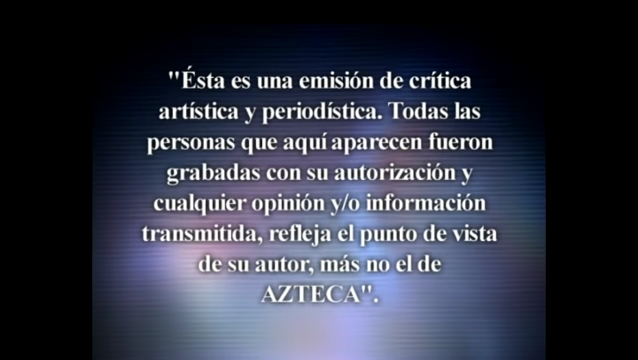 "Ésta es una emisión de crítica
artística y periodística. Todas las
personas que aquí aparecen fueron
grabadas con su autorización y
cualquier opinión y/o información
transmitida, refleja el punto de vista
de su autor, más no el de
AZTECA".